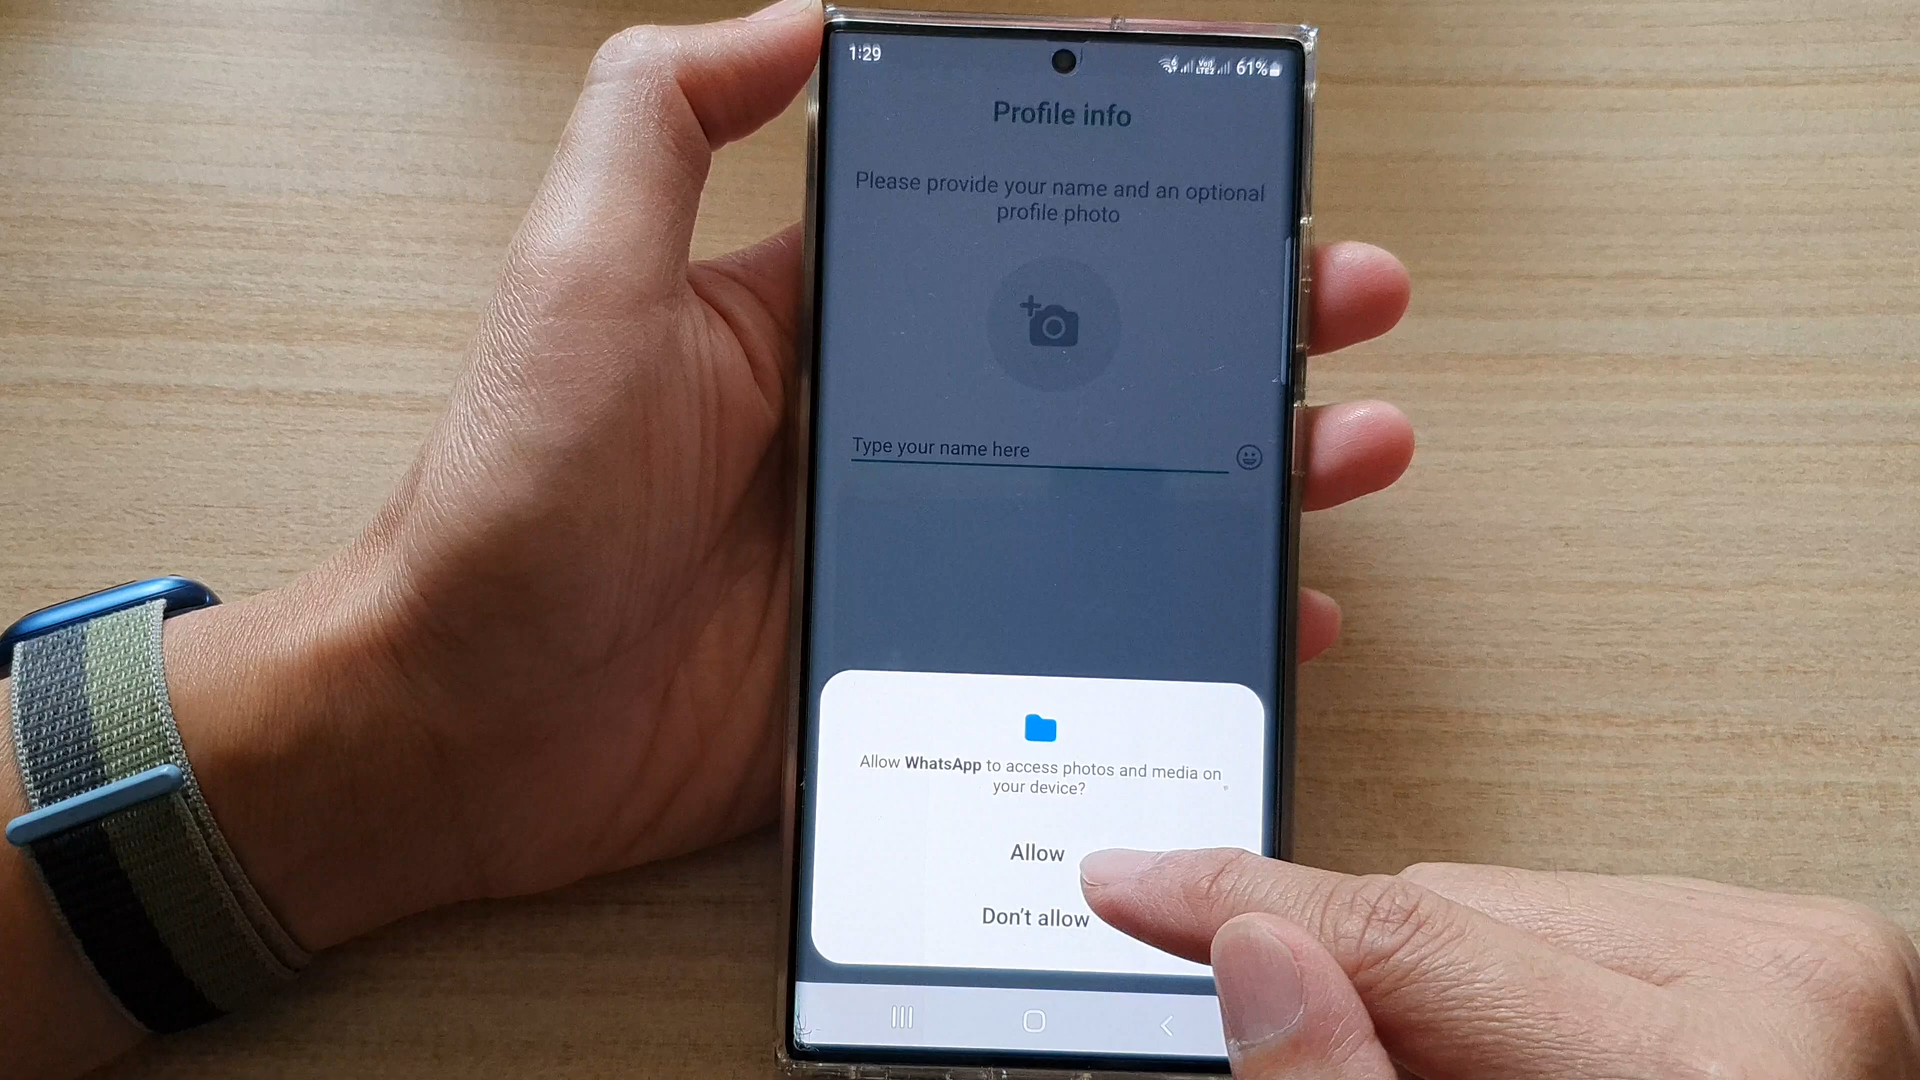 1:29
61%
Profile info
Please provide your name and an optional
profile photo
Type your name here
Allow WhatsApp to access photos and media on
your device?
Allow
Don't allow